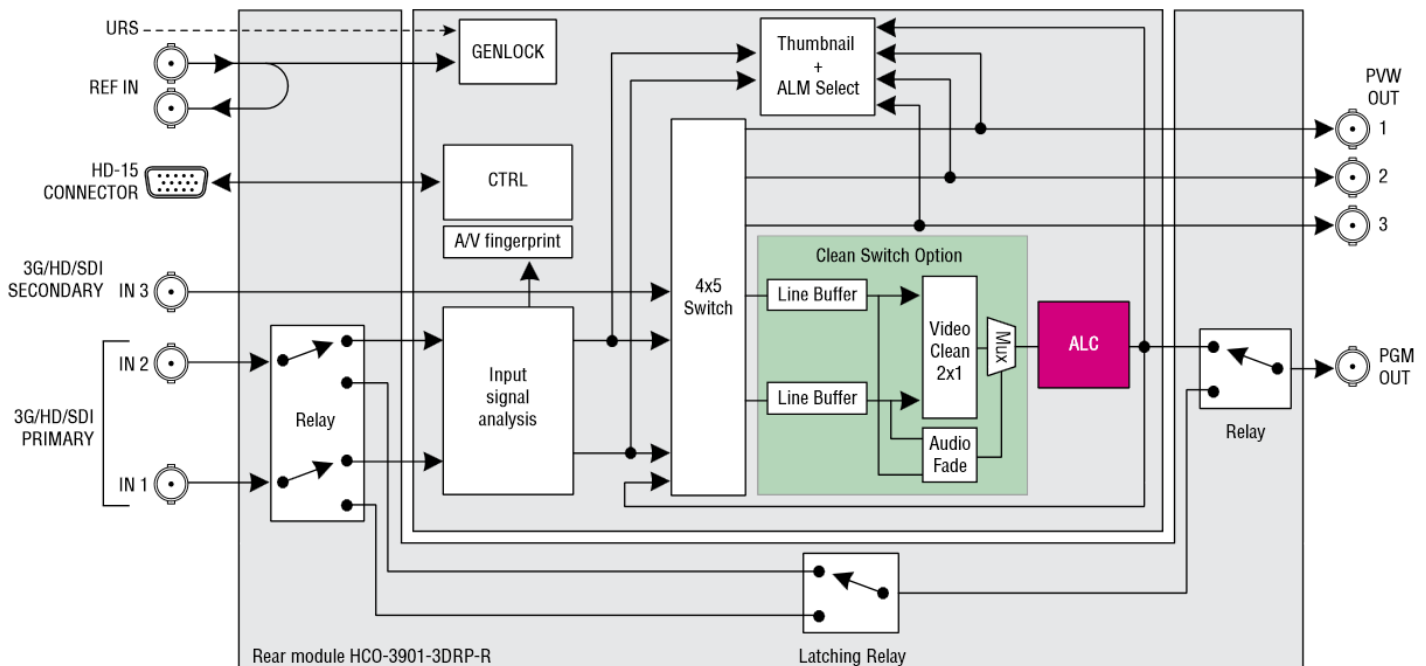 URS
REF IN
GENLOCK
Thumbnail
+
ALM Select
PVW
OUT
1
2
3
HD-15
CONNECTOR
CTRL
A/V fingerprint
3G/HD/SDI
SECONDARY
IN 3
4x5
Switch
Clean Switch Option
Line Buffer
Video
Clean
2x1
Mux
ALC
Line Buffer
Audio
Fade
IN 2
3G/HD/SDI
PRIMARY
IN 1
Relay
Input
signal
analysis
PGM
OUT
Relay
Rear module HCO-3901-3DRP-R
Latching Relay